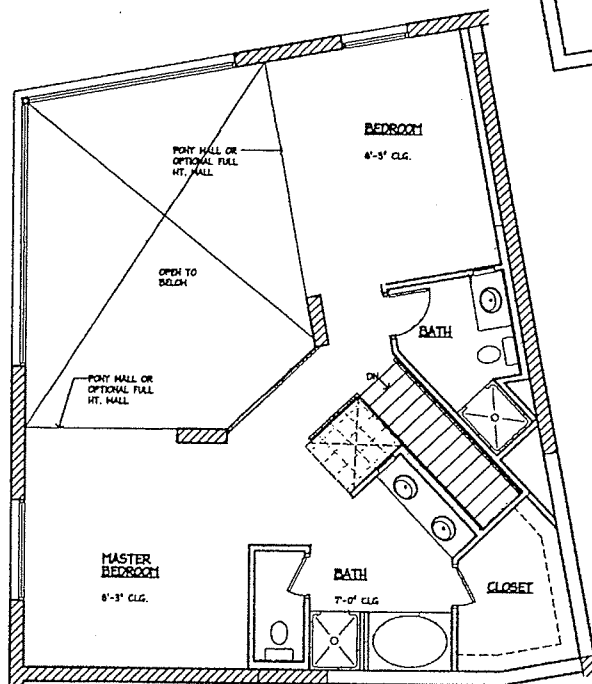 BEDROOM
8'-3" CLG.
PONY WALL OR
OPTIONAL FULL
HT. WALL
OPEN TO
BELOW
BATH
DN
PONY WALL OR
OPTIONAL FULL
HT. WALL
MASTER
BEDROOM
8'-3" CLG.
BATH
7'-0" CLG
CLOSET